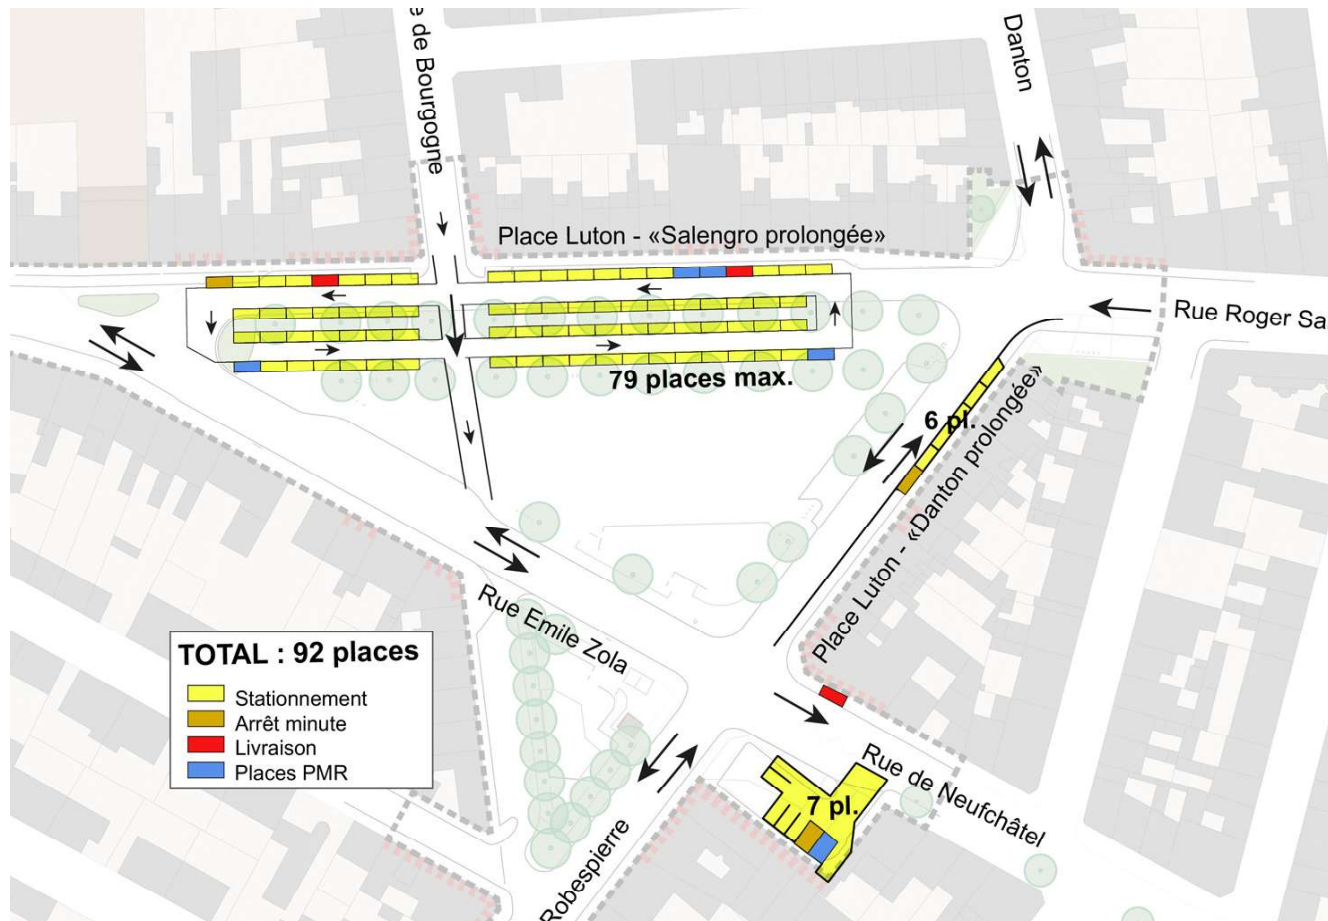 e de Bourgogne
Danton
Place Luton - «Salengro prolongée»
Rue Roger Sa
79 places max.
6 pl.
Place Luton - «Danton prolongée»
Rue Emile Zola
TOTAL : 92 places
Stationnement
Arrêt minute
Livraison
Places PMR
Rue de Neufchâtel
7 pl.
Robespierre